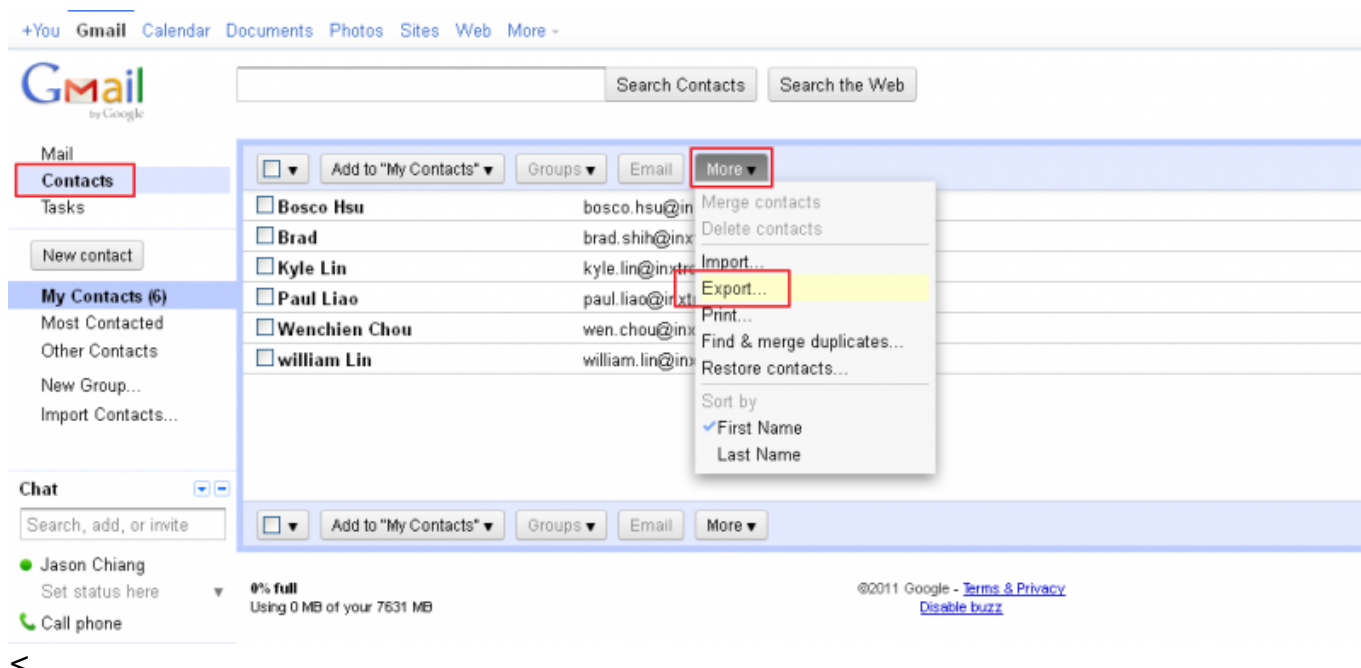 +You Gmail Calendar Documents Photos Sites Web More
Gmail
by Google
Search Contacts Search the Web
Mail
Contacts
Tasks
New contact
My Contacts (6)
Most Contacted
Other Contacts
New Group...
Import Contacts...
Add to "My Contacts" Groups Email More
Bosco Hsu bosco.hsu@in
Brad brad.shih@inx
Kyle Lin kyle.lin@inxtro
Paul Liao paul.liao@inxtr
Wenchien Chou wen.chou@inx
william Lin william.lin@inx
Merge contacts
Delete contacts
Import...
Export...
Print...
Find & merge duplicates...
Restore contacts...
Sort by
First Name
Last Name
Add to "My Contacts" Groups Email More
Chat
Search, add, or invite
Jason Chiang
Set status here
Call phone
0% full
Using 0 MB of your 7631 MB
©2011 Google - Terms & Privacy
Disable buzz
<